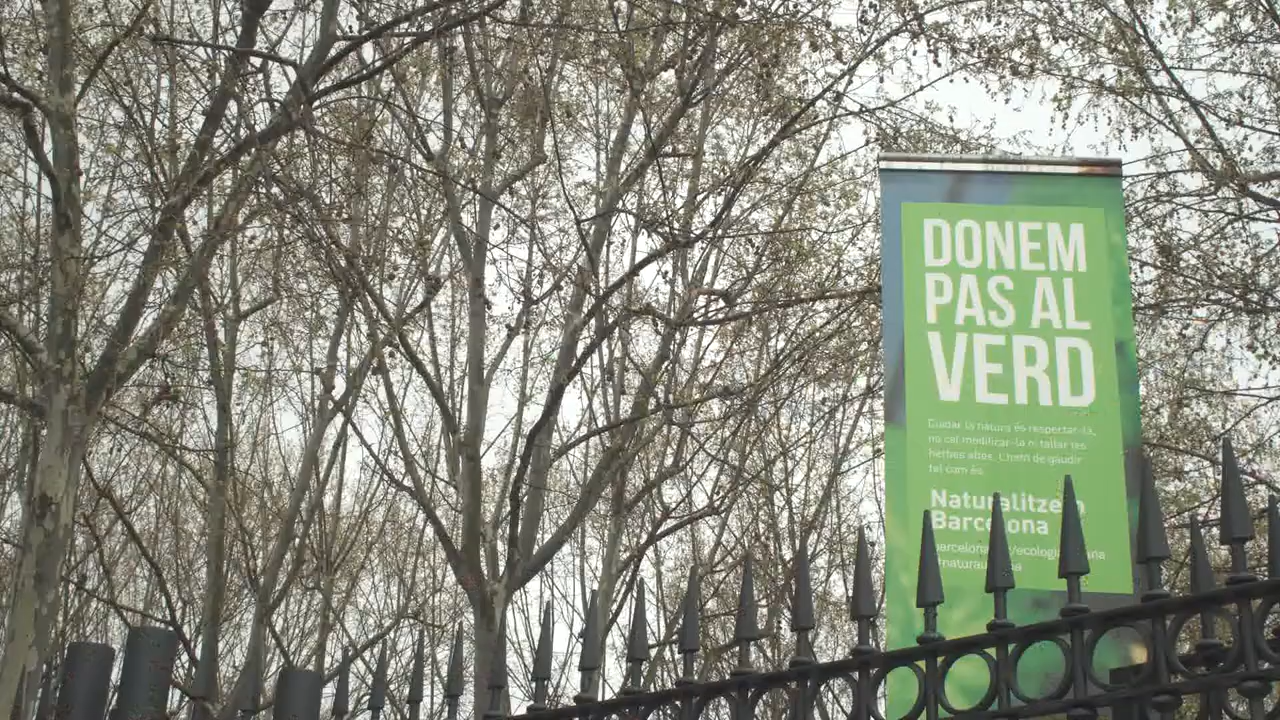 DONEM
PAS AL
VERD
Cuidar la natura és respectar-la,
no cal modificar-la ni tallar les
herbes altes. L'hem de gaudir
tal com és.
Naturalitzem
Barcelona